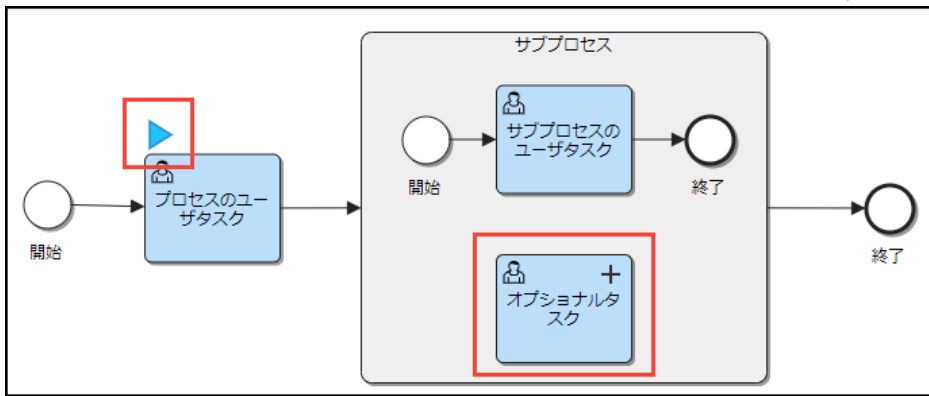 サブプロセス
サブプロセスの
ユーザタスク
開始
終了
プロセスのユー
ザタスク
開始
終了
オプショナルタ
スク